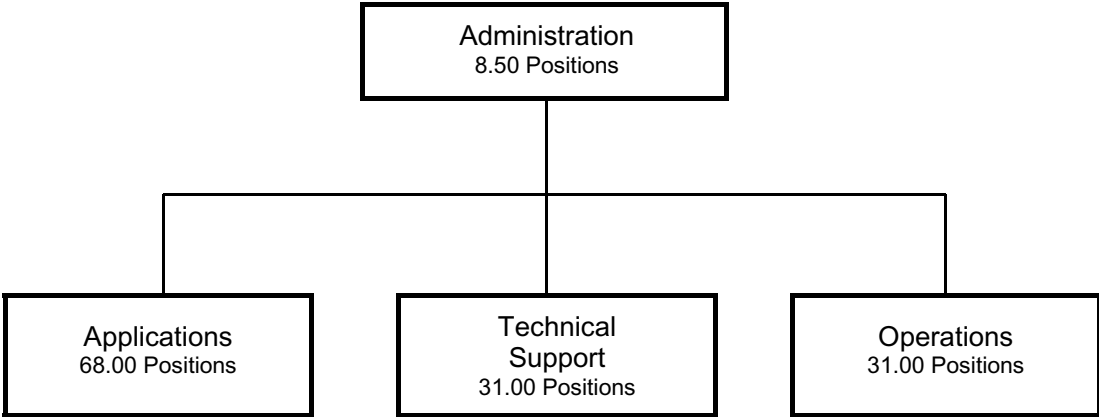 Administration
8.50 Positions
Applications
68.00 Positions
Technical
Support
31.00 Positions
Operations
31.00 Positions